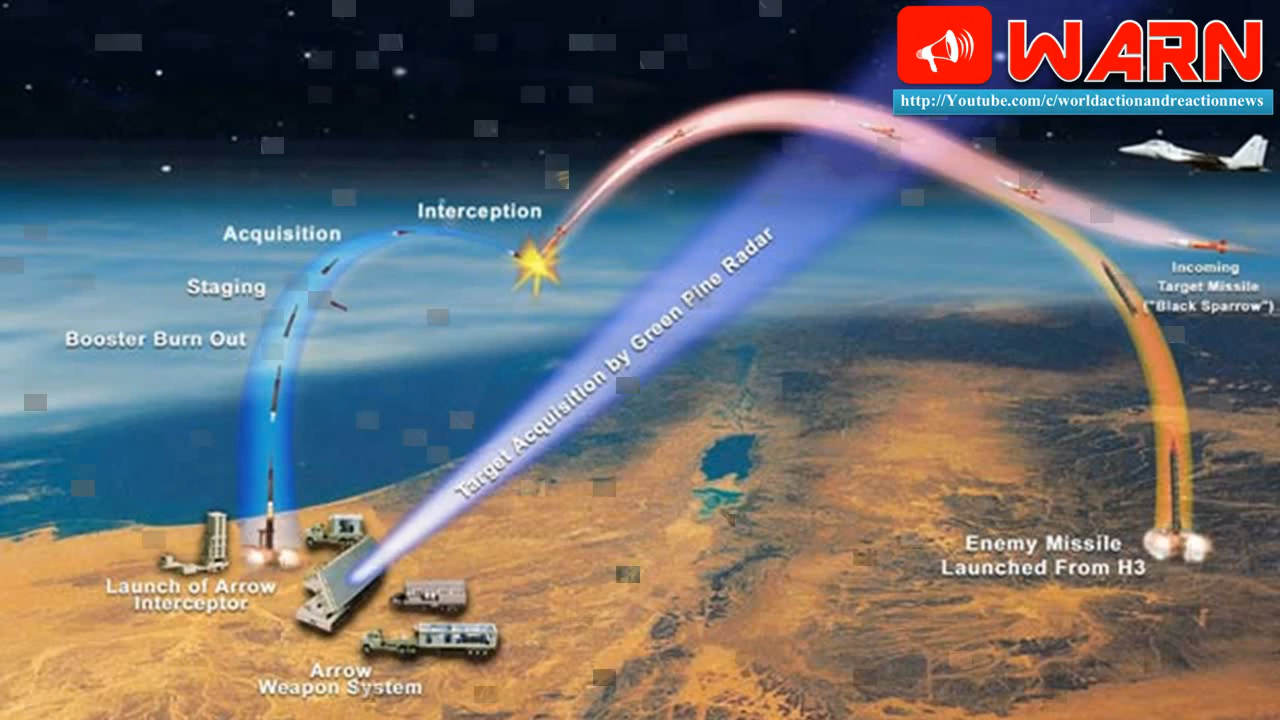 WARN
http://Youtube.com/c/worldactionandreactionnews
Interception
Acquisition
Staging
Booster Burn Out
Target Acquisition by Green Pine Radar
Incoming
Target Missile
("Black Sparrow")
Enemy Missile
Launched From H3
Launch of Arrow
Interceptor
Arrow
Weapon System